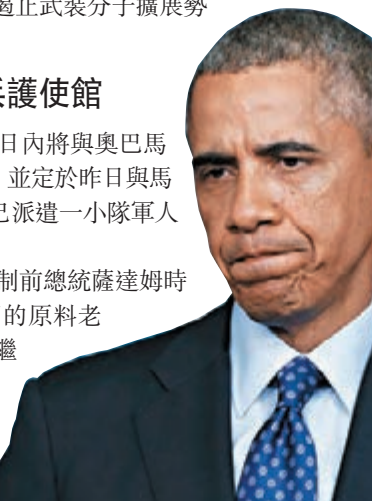 遏止武裝分子擴展勢
兵護使館
日內將與奧巴馬
並定於昨日與馬
已派遣一小隊軍人
制前總統薩達姆時
的原料老
繼